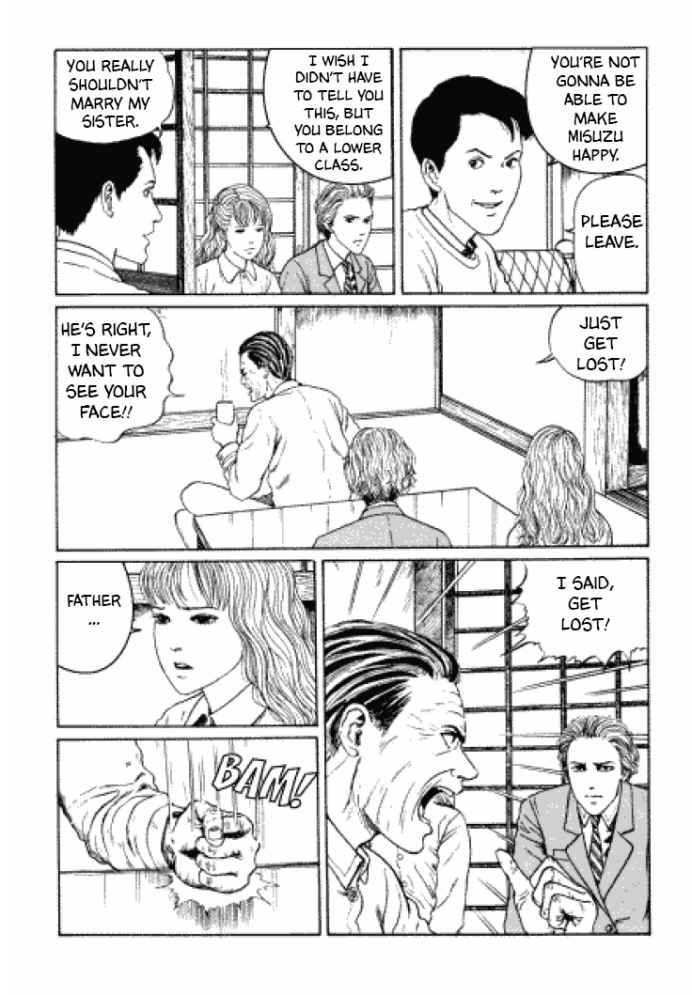 YOU REALLY
SHOULDN'T
MARRY MY
SISTER.
I WISH I
DIDN'T HAVE
TO TELL YOU
THIS, BUT
YOU BELONG
TO A LOWER
CLASS.
YOU'RE NOT
GONNA BE
ABLE TO
MAKE
MISUZU
HAPPY.
PLEASE
LEAVE.
HE'S RIGHT,
I NEVER
WANT TO
SEE YOUR
FACE!!
JUST
GET
LOST!
FATHER
...
BAM!
I SAID,
GET
LOST!